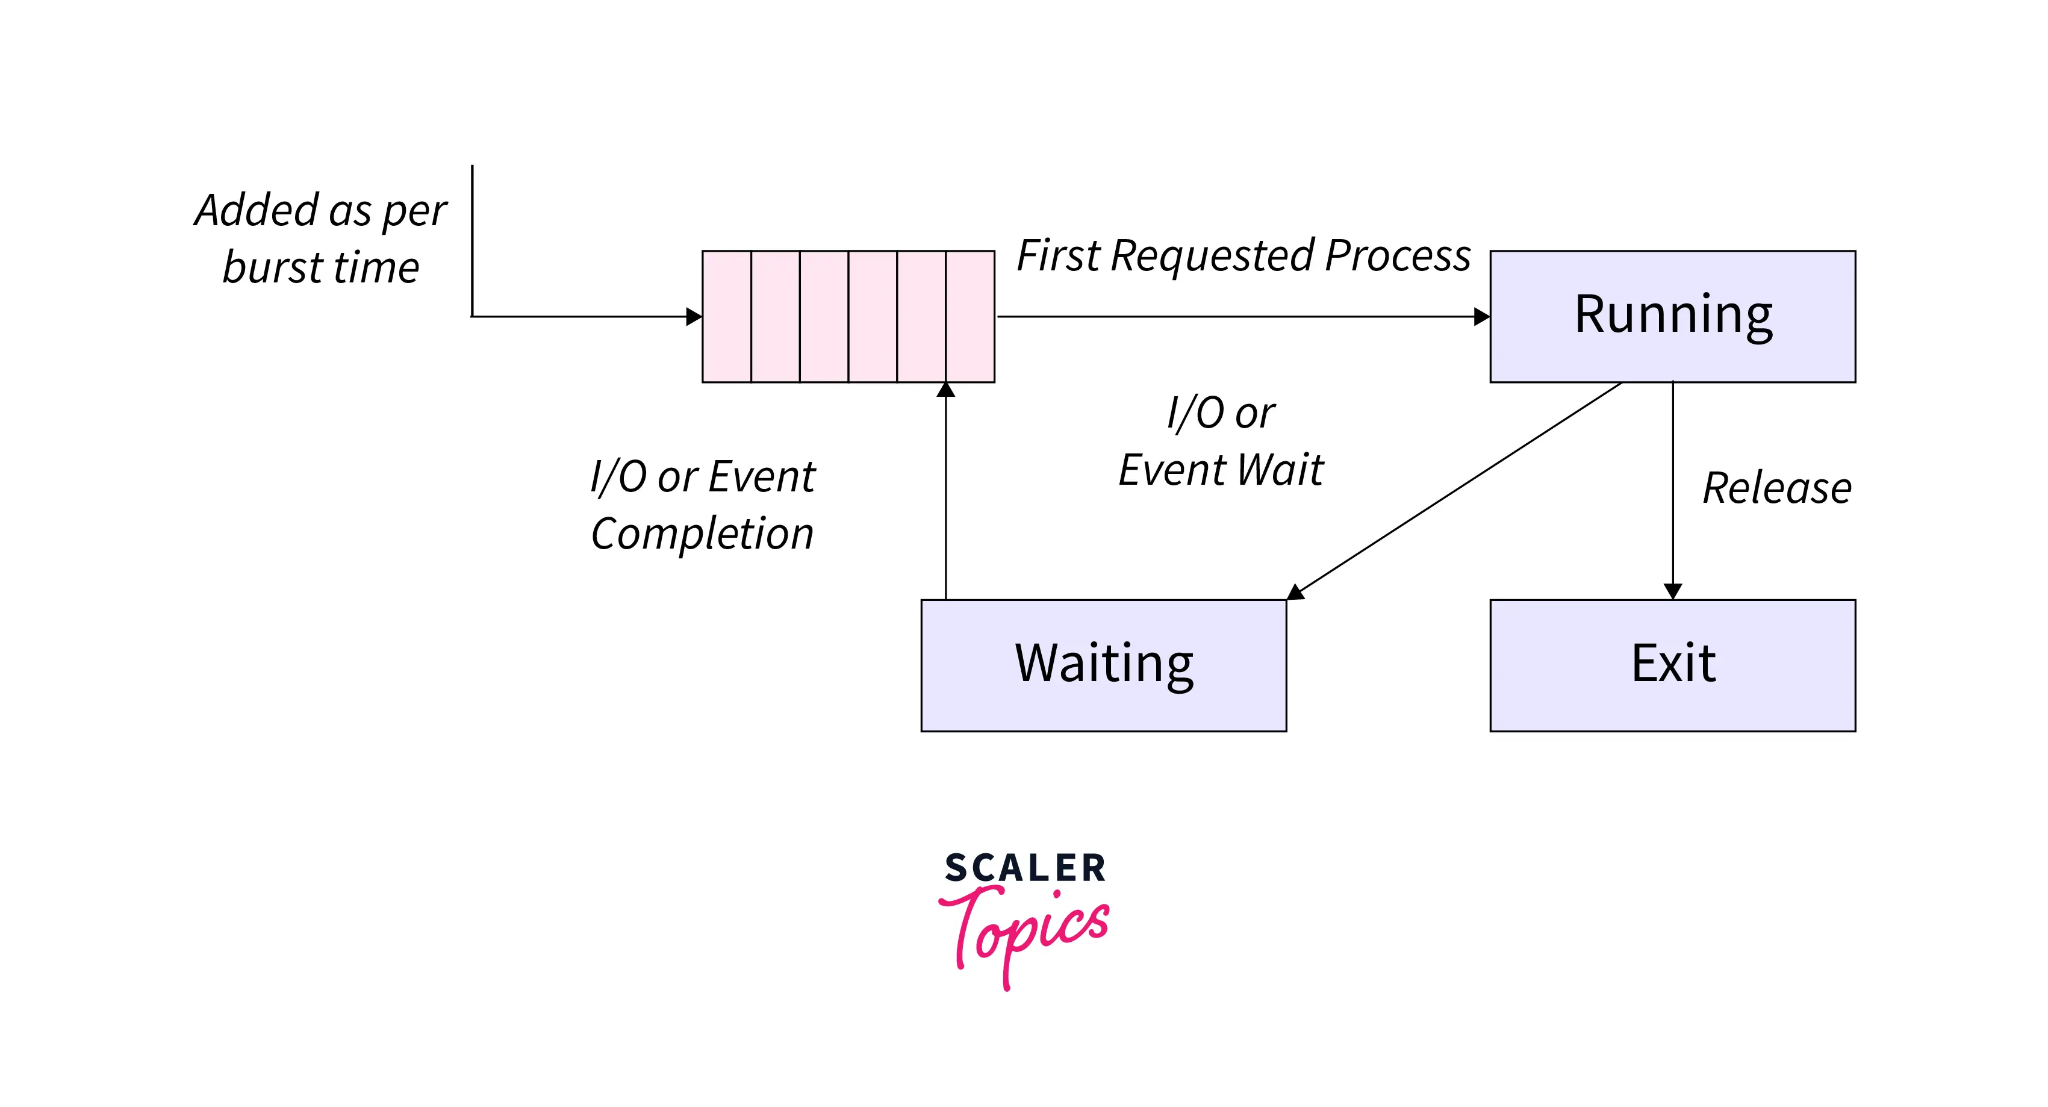 Added as per
burst time
First Requested Process
Running
I/O or
Event Wait
I/O or Event
Completion
Release
Waiting
Exit
SCALER
Topics